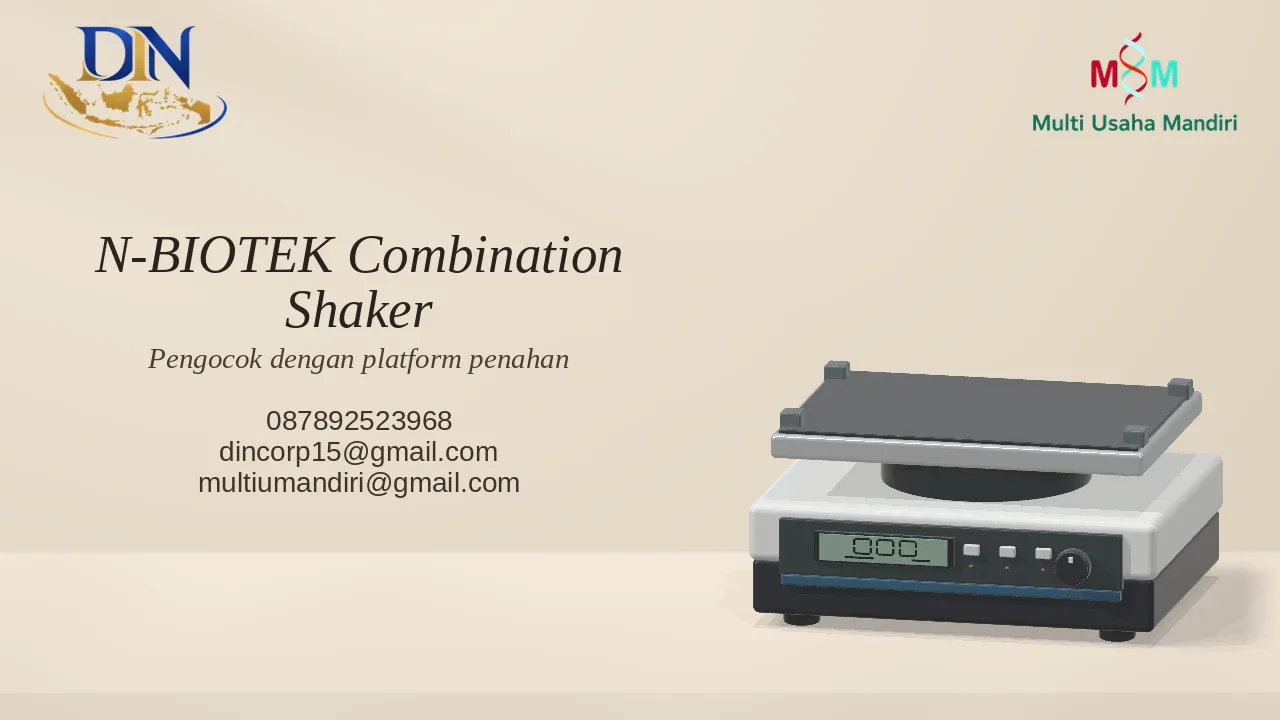 DIN
MSM
Multi Usaha Mandiri
N-BIOTEK Combination
Shaker
Pengocok dengan platform penahan
087892523968
dincorp15@gmail.com
multiumandiri@gmail.com
000